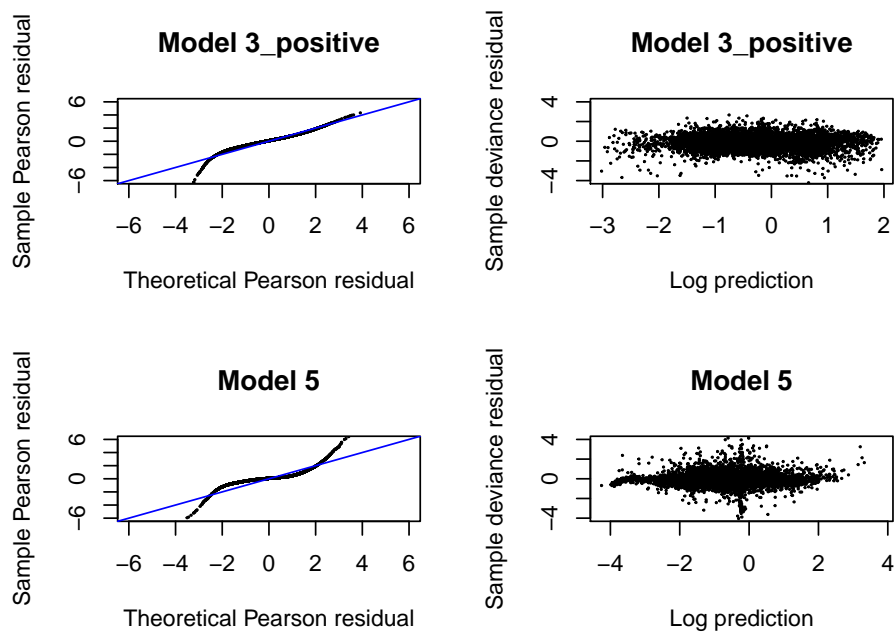 Model 3_positive
Sample Pearson residual
6
0
−6
−6 −4 −2 0 2 4 6
Theoretical Pearson residual
Model 3_positive
Sample deviance residual
4
0
−4
−3 −2 −1 0 1 2
Log prediction
Model 5
Sample Pearson residual
6
0
−6
−6 −4 −2 0 2 4 6
Theoretical Pearson residual
Model 5
Sample deviance residual
4
0
−4
−4 −2 0 2 4
Log prediction